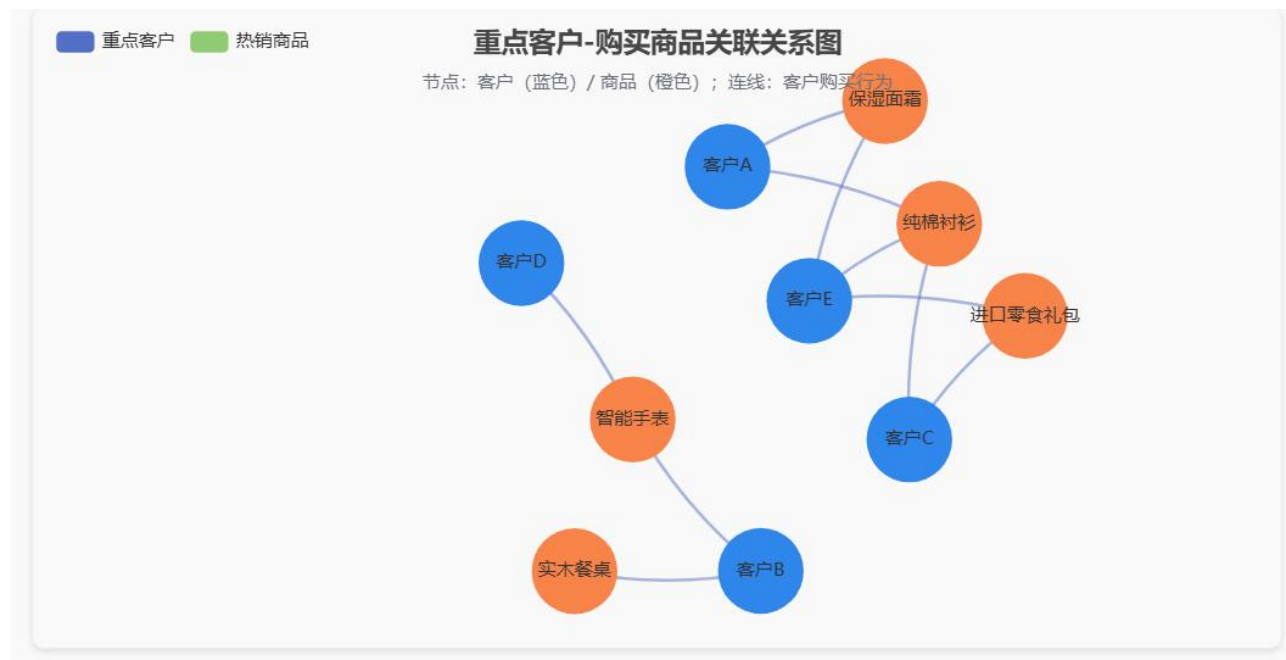 重点客户 热销商品
重点客户-购买商品关联关系图
节点：客户（蓝色）/ 商品（橙色）；连线：客户购买行为
保湿面霜
客户A
纯棉衬衫
客户D
客户E
进口零食礼包
智能手表
客户C
实木餐桌
客户B